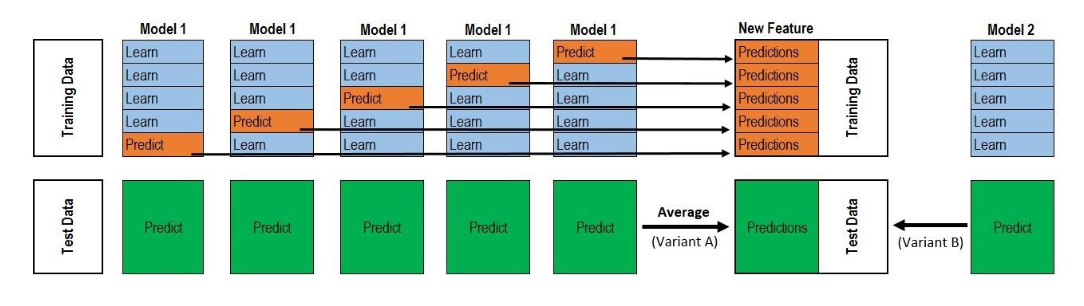 Model 1 Model 1 Model 1 Model 1 Model 1 New Feature Model 2
Training Data
Learn Learn Learn Learn Predict Predictions Learn
Learn Learn Learn Predict Learn Predictions Learn
Learn Learn Predict Learn Learn Predictions Learn
Learn Predict Learn Learn Learn Predictions Learn
Predict Learn Learn Learn Learn Predictions Learn
Training Data
Test Data
Predict Predict Predict Predict Predict
Average
(Variant A)
Predictions
Test Data
(Variant B)
Predict